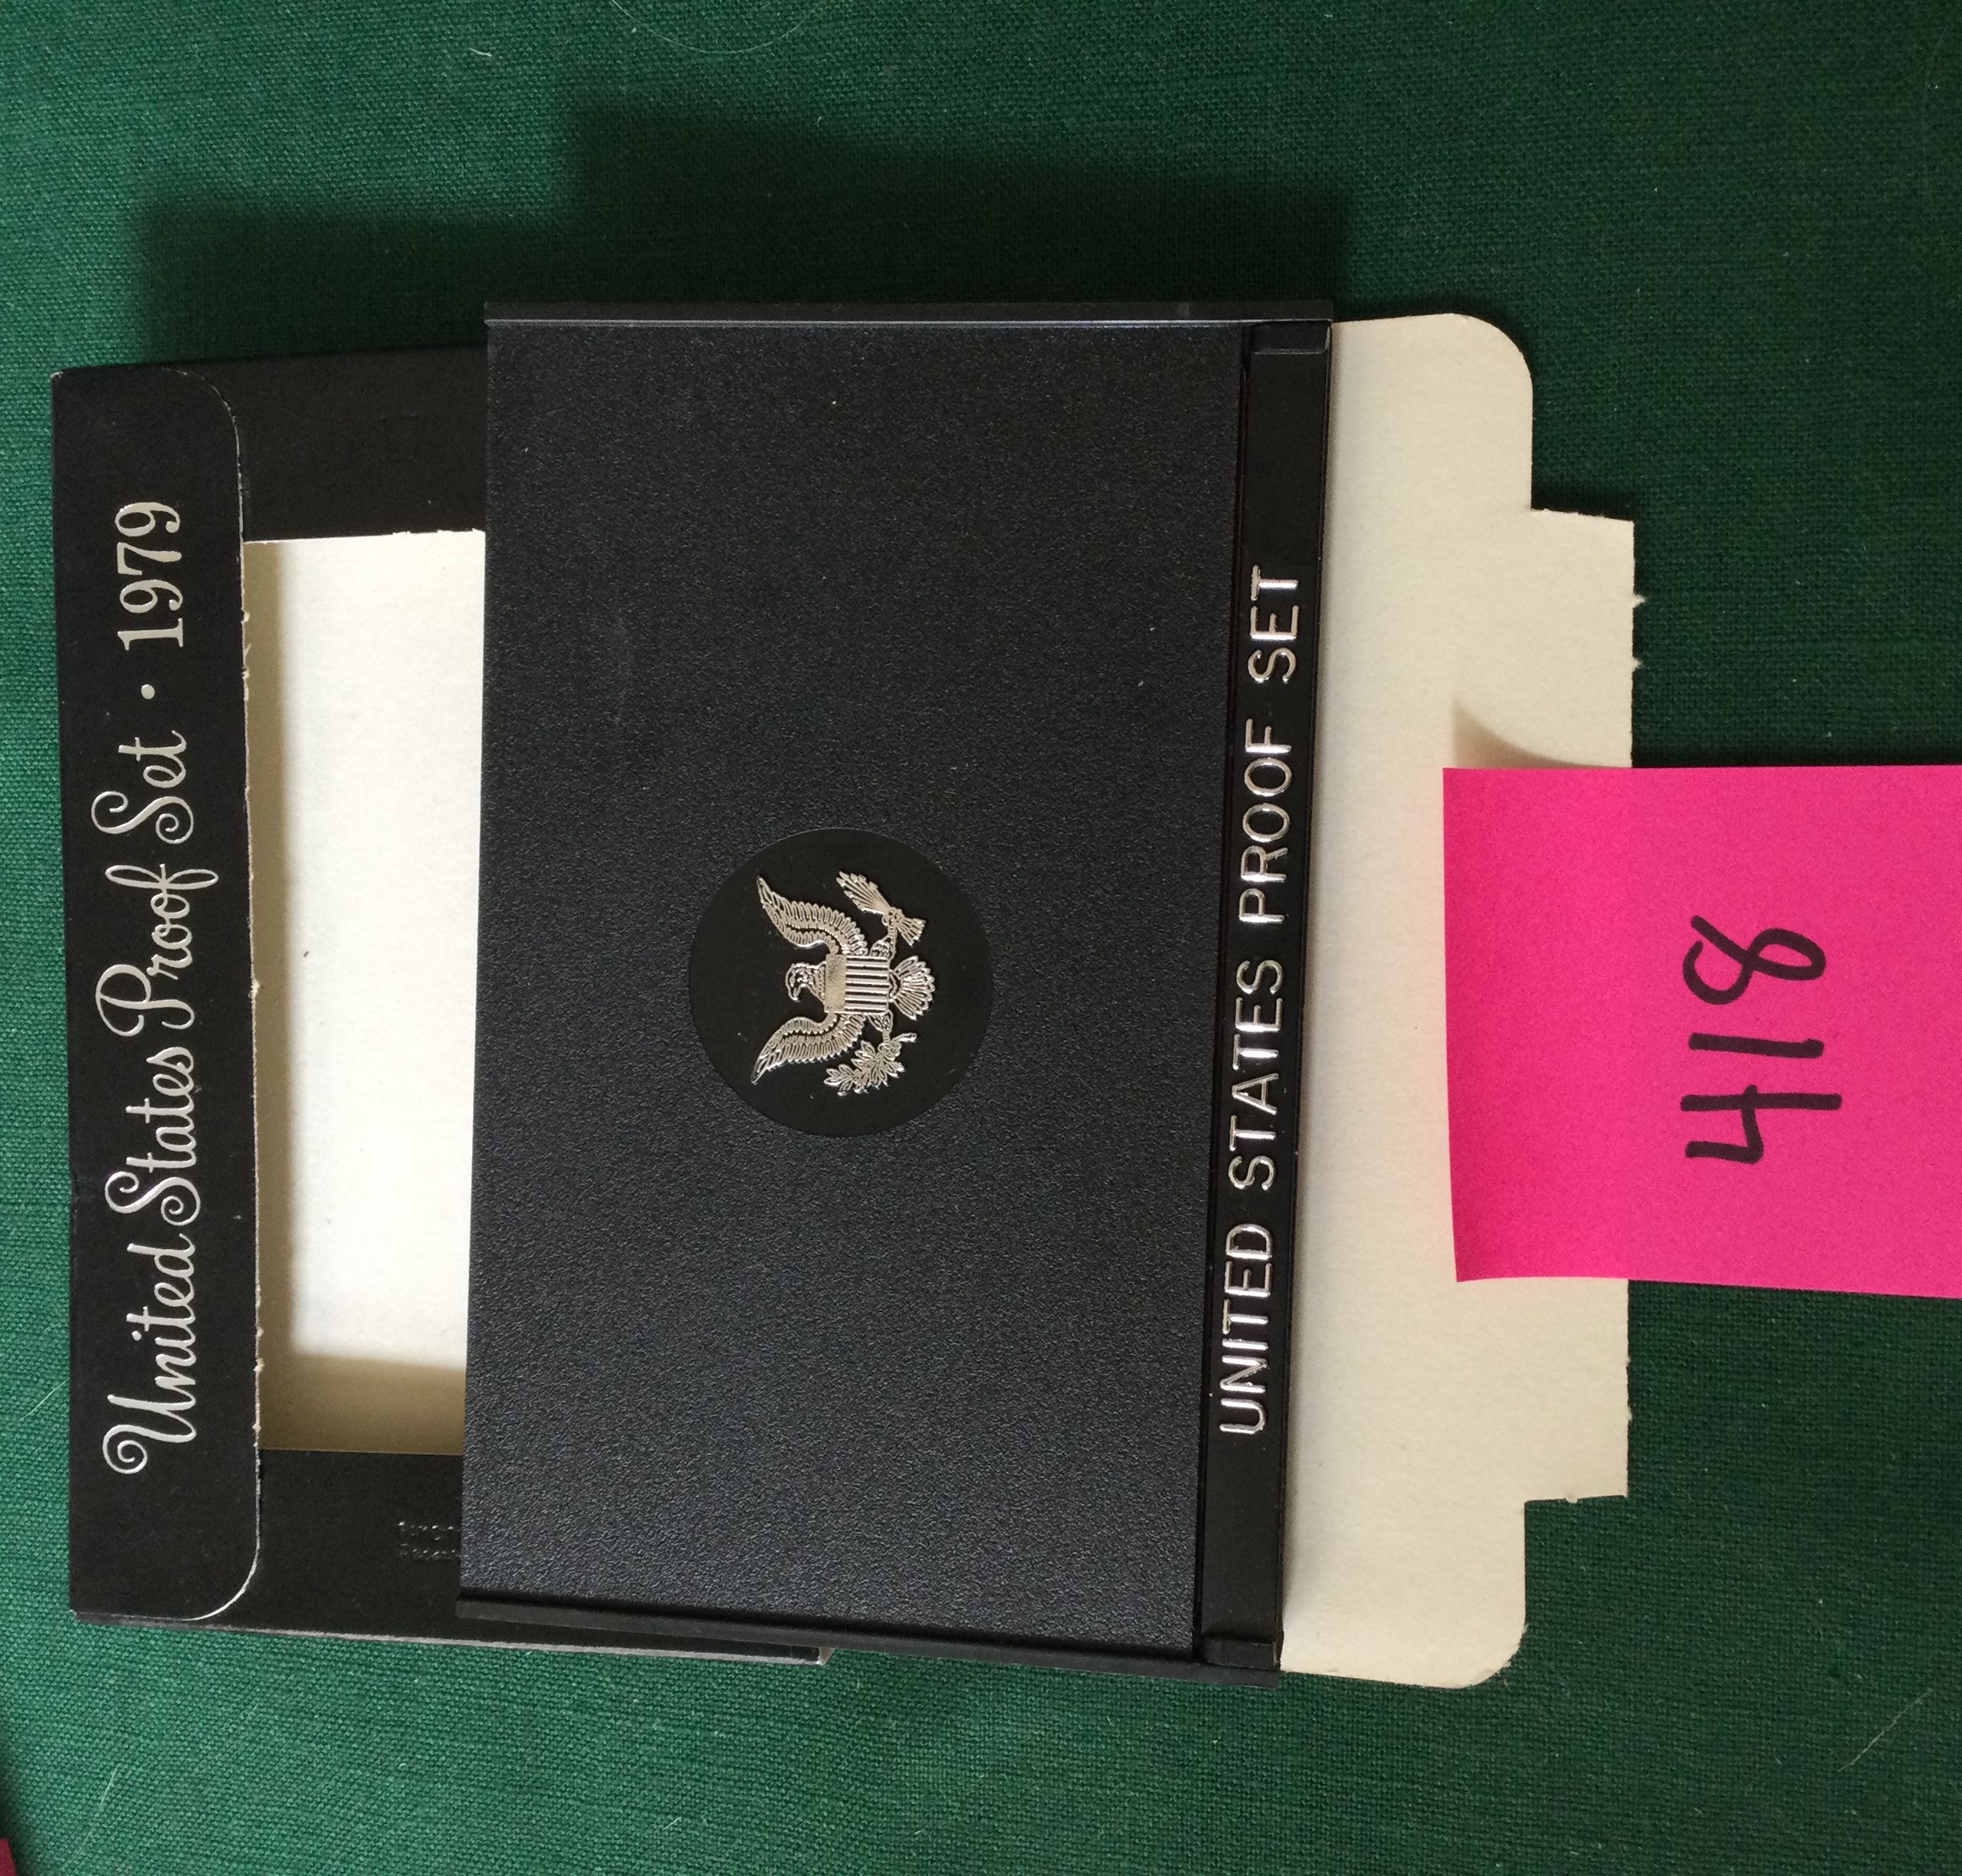 United States Proof Set • 1979
UNITED STATES PROOF SET
418